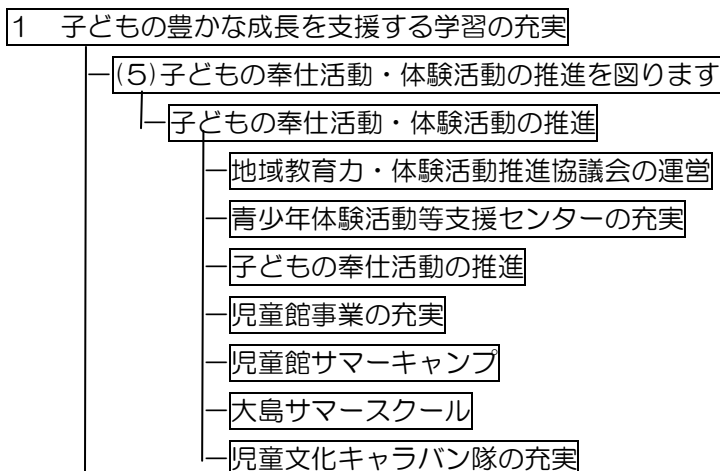 1　子どもの豊かな成長を支援する学習の充実
(5)子どもの奉仕活動・体験活動の推進を図ります
子どもの奉仕活動・体験活動の推進
地域教育力・体験活動推進協議会の運営
青少年体験活動等支援センターの充実
子どもの奉仕活動の推進
児童館事業の充実
児童館サマーキャンプ
大島サマースクール
児童文化キャラバン隊の充実